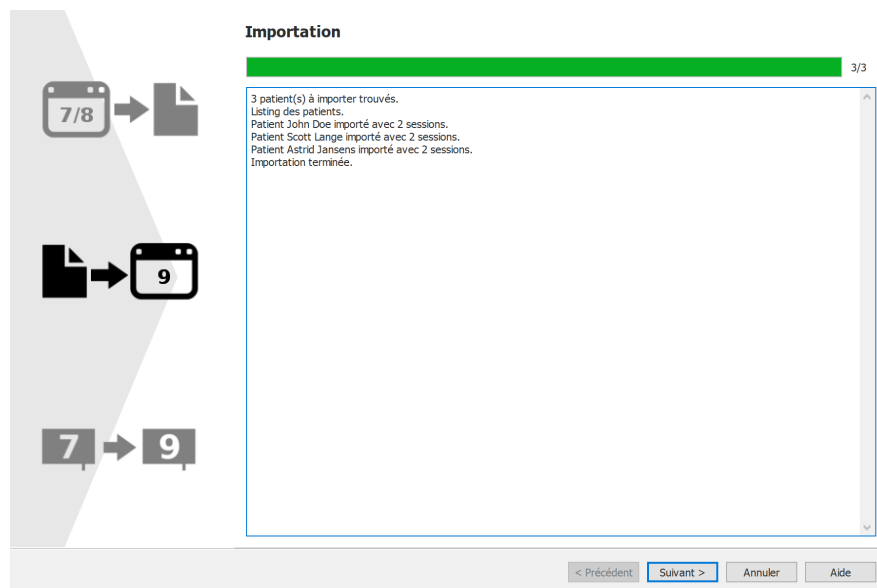 Importation
3/3
7/8
3 patient(s) à importer trouvés.
Listing des patients.
Patient John Doe importé avec 2 sessions.
Patient Scott Lange importé avec 2 sessions.
Patient Astrid Jansens importé avec 2 sessions.
Importation terminée.
9
7
9
< Précédent
Suivant >
Annuler
Aide